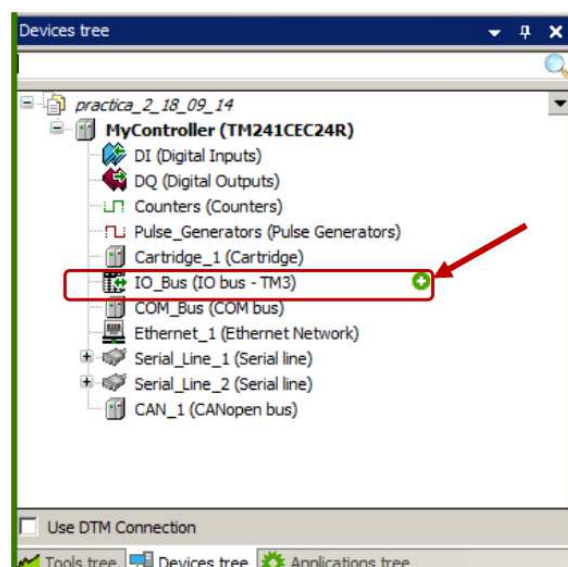 Devices tree
practica_2_18_09_14
MyController (TM241CEC24R)
DI (Digital Inputs)
DQ (Digital Outputs)
Counters (Counters)
Pulse_Generators (Pulse Generators)
Cartridge_1 (Cartridge)
IO_Bus (IO bus - TM3)
COM_Bus (COM bus)
Ethernet_1 (Ethernet Network)
Serial_Line_1 (Serial line)
Serial_Line_2 (Serial line)
CAN_1 (CANopen bus)
Use DTM Connection
Tools tree Devices tree Applications tree